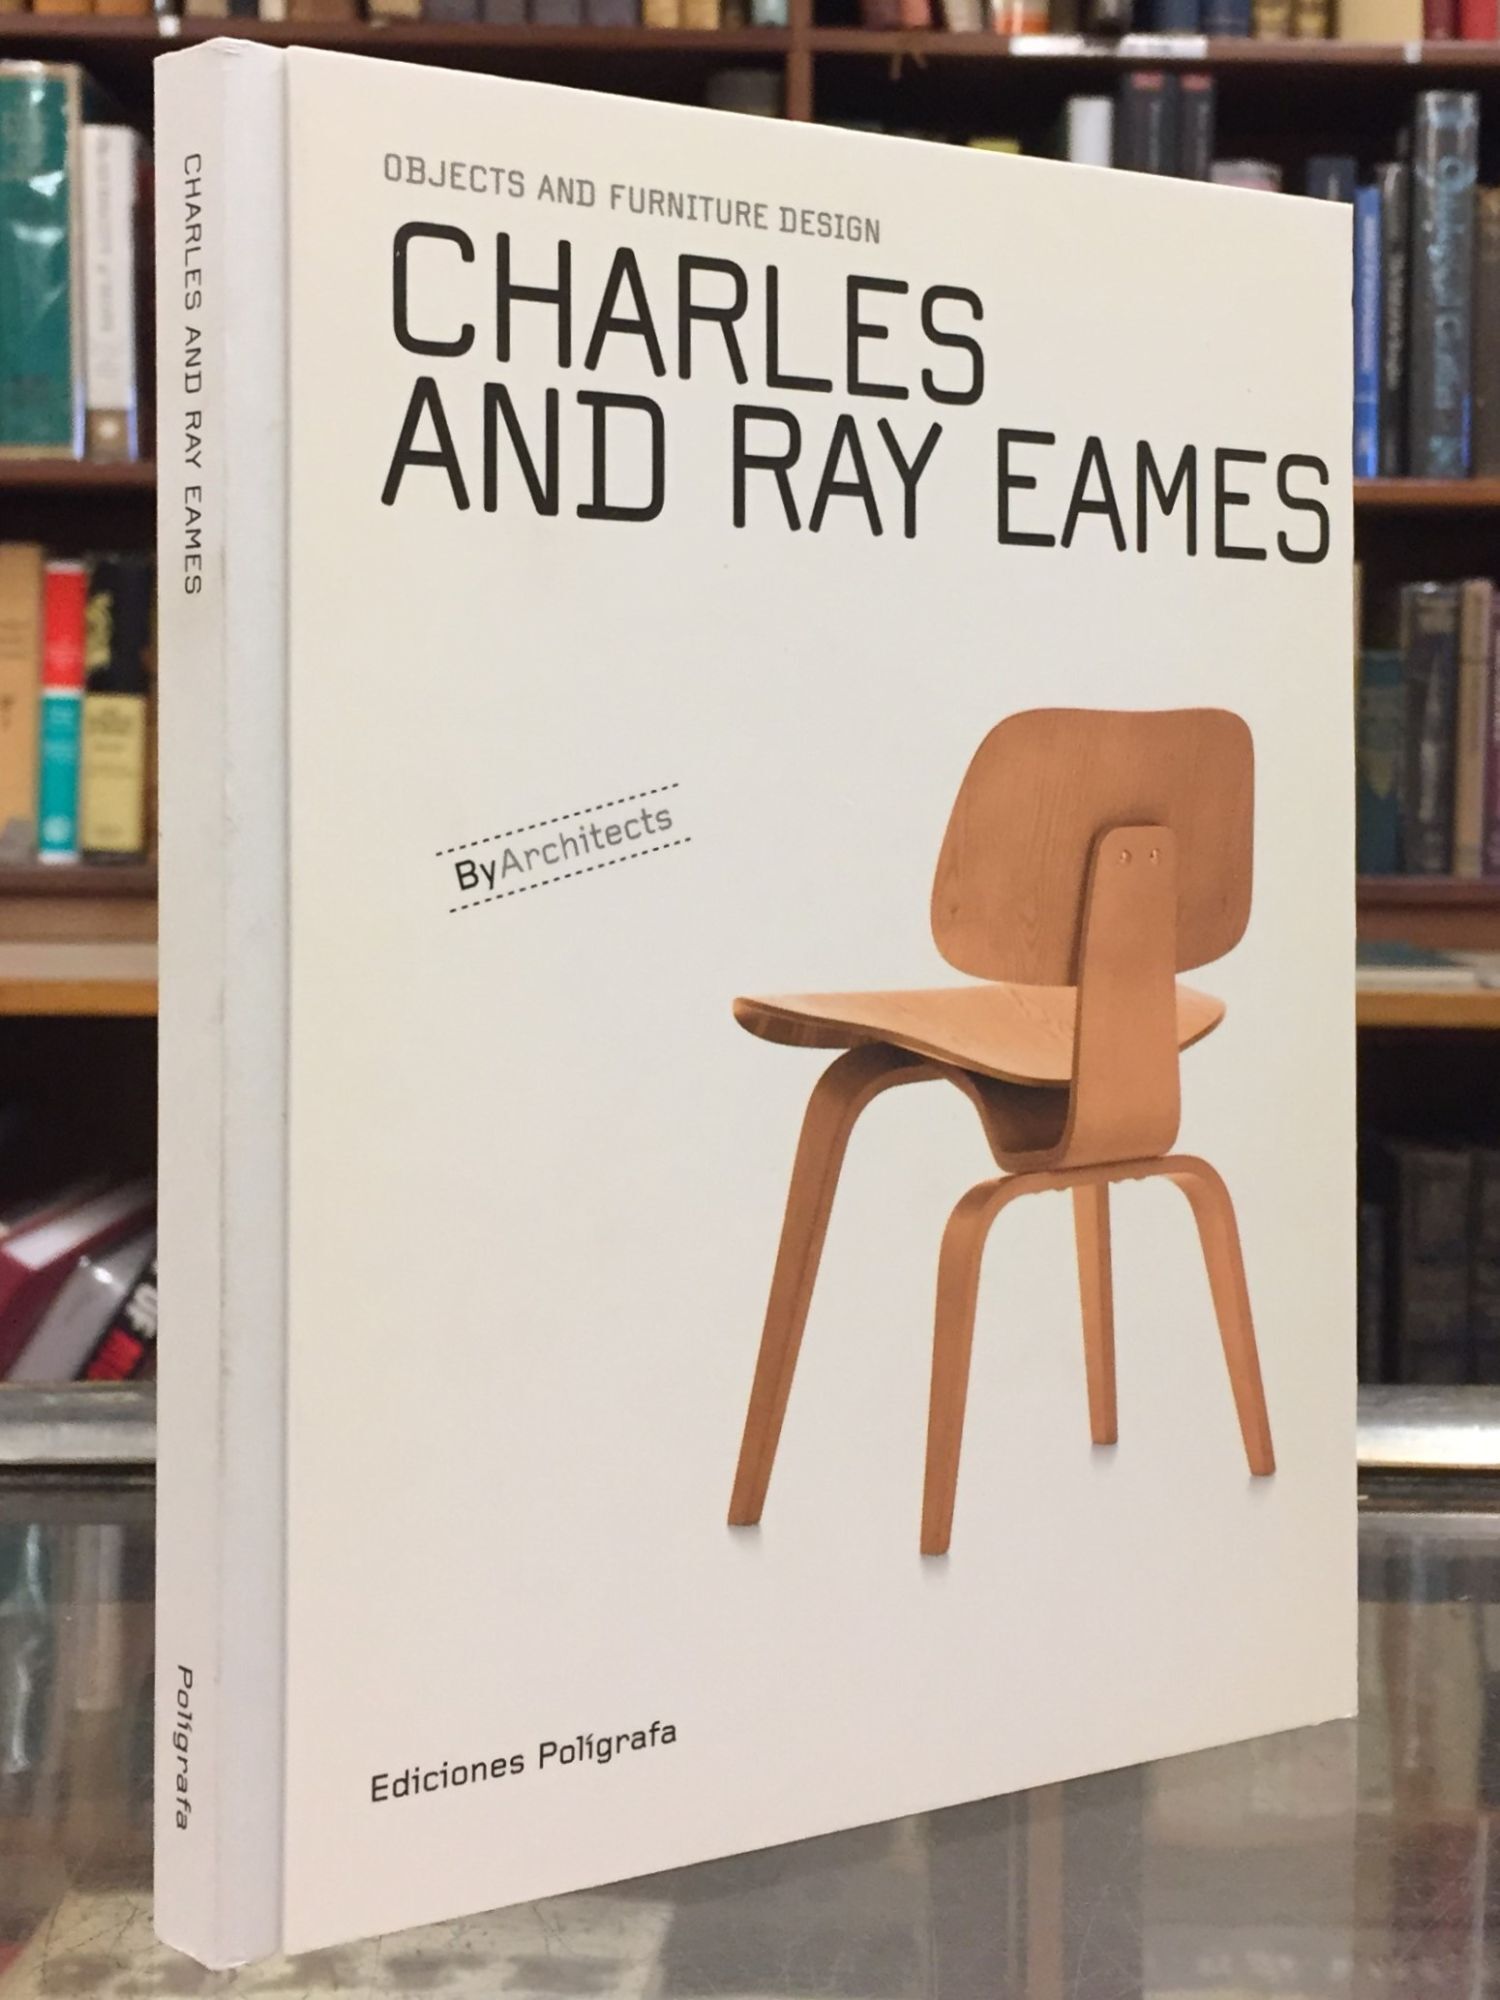 OBJECTS AND FURNITURE DESIGN
CHARLES
AND RAY EAMES
ByArchitects
Ediciones Polígrafa
CHARLES AND RAY EAMES
Polígrafa